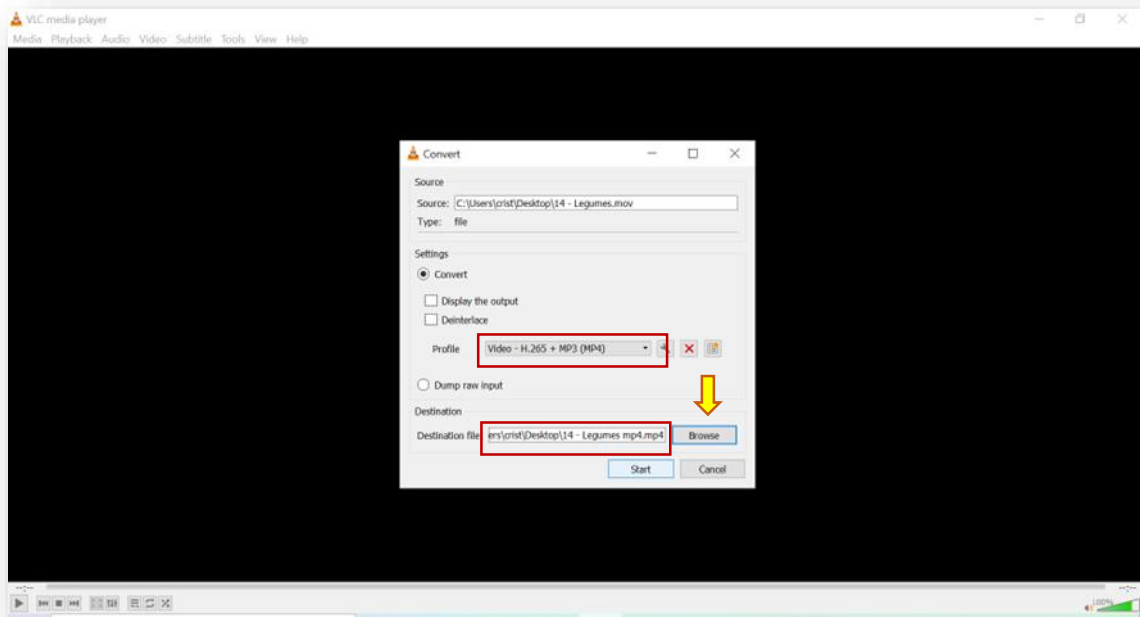 VLC media player
Media Playback Audio Video Subtitle Tools View Help
Convert
Source
Source: C:\Users\crist\Desktop\14 - Legumes.mov
Type: file
Settings
Convert
Display the output
Deinterlace
Profile Video - H.265 + MP3 (MP4)
Dump raw input
Destination
Destination file: ers\crist\Desktop\14 - Legumes mp4.mp4 Browse
Start Cancel
--:-- --:--
100%